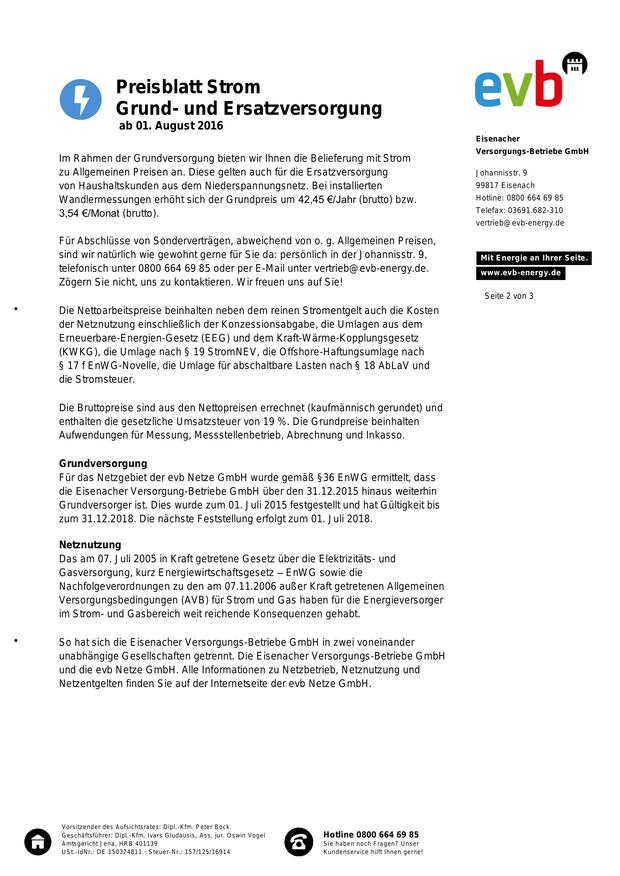 evb
Preisblatt Strom
Grund- und Ersatzversorgung
ab 01. August 2016
Eisenacher
Versorgungs-Betriebe GmbH
Johannisstr. 9
99817 Eisenach
Hotline: 0800 664 69 85
Telefax: 03691.682-310
vertrieb@evb-energy.de
Mit Energie an Ihrer Seite.
www.evb-energy.de
Seite 2 von 3
Im Rahmen der Grundversorgung bieten wir Ihnen die Belieferung mit Strom
zu Allgemeinen Preisen an. Diese gelten auch für die Ersatzversorgung
von Haushaltskunden aus dem Niederspannungsnetz. Bei installierten
Wandlermessungen erhöht sich der Grundpreis um 42,45 €/Jahr (brutto) bzw.
3,54 €/Monat (brutto).
Für Abschlüsse von Sonderverträgen, abweichend von o. g. Allgemeinen Preisen,
sind wir natürlich wie gewohnt gerne für Sie da: persönlich in der Johannisstr. 9,
telefonisch unter 0800 664 69 85 oder per E-Mail unter vertrieb@evb-energy.de.
Zögern Sie nicht, uns zu kontaktieren. Wir freuen uns auf Sie!
Die Nettoarbeitspreise beinhalten neben dem reinen Stromentgelt auch die Kosten
der Netznutzung einschließlich der Konzessionsabgabe, die Umlagen aus dem
Erneuerbare-Energien-Gesetz (EEG) und dem Kraft-Wärme-Kopplungsgesetz
(KWKG), die Umlage nach § 19 StromNEV, die Offshore-Haftungsumlage nach
§ 17 f EnWG-Novelle, die Umlage für abschaltbare Lasten nach § 18 AbLaV und
die Stromsteuer.
Die Bruttopreise sind aus den Nettopreisen errechnet (kaufmännisch gerundet) und
enthalten die gesetzliche Umsatzsteuer von 19 %. Die Grundpreise beinhalten
Aufwendungen für Messung, Messstellenbetrieb, Abrechnung und Inkasso.
Grundversorgung
Für das Netzgebiet der evb Netze GmbH wurde gemäß §36 EnWG ermittelt, dass
die Eisenacher Versorgung-Betriebe GmbH über den 31.12.2015 hinaus weiterhin
Grundversorger ist. Dies wurde zum 01. Juli 2015 festgestellt und hat Gültigkeit bis
zum 31.12.2018. Die nächste Feststellung erfolgt zum 01. Juli 2018.
Netznutzung
Das am 07. Juli 2005 in Kraft getretene Gesetz über die Elektrizitäts- und
Gasversorgung, kurz Energiewirtschaftsgesetz – EnWG sowie die
Nachfolgeverordnungen zu den am 07.11.2006 außer Kraft getretenen Allgemeinen
Versorgungsbedingungen (AVB) für Strom und Gas haben für die Energieversorger
im Strom- und Gasbereich weit reichende Konsequenzen gehabt.
So hat sich die Eisenacher Versorgungs-Betriebe GmbH in zwei voneinander
unabhängige Gesellschaften getrennt. Die Eisenacher Versorgungs-Betriebe GmbH
und die evb Netze GmbH. Alle Informationen zu Netzbetrieb, Netznutzung und
Netzentgelten finden Sie auf der Internetseite der evb Netze GmbH.
Vorsitzender des Aufsichtsrates: Dipl.-Kfm. Peter Bock
Geschäftsführer: Dipl.-Kfm. Ivars Gludausis, Ass. jur. Oswin Vogel
Amtsgericht Jena, HRB 401139
USt.-IdNr.: DE 150374811 · Steuer-Nr.: 157/125/16914
Hotline 0800 664 69 85
Sie haben noch Fragen? Unser
Kundenservice hilft Ihnen gerne!